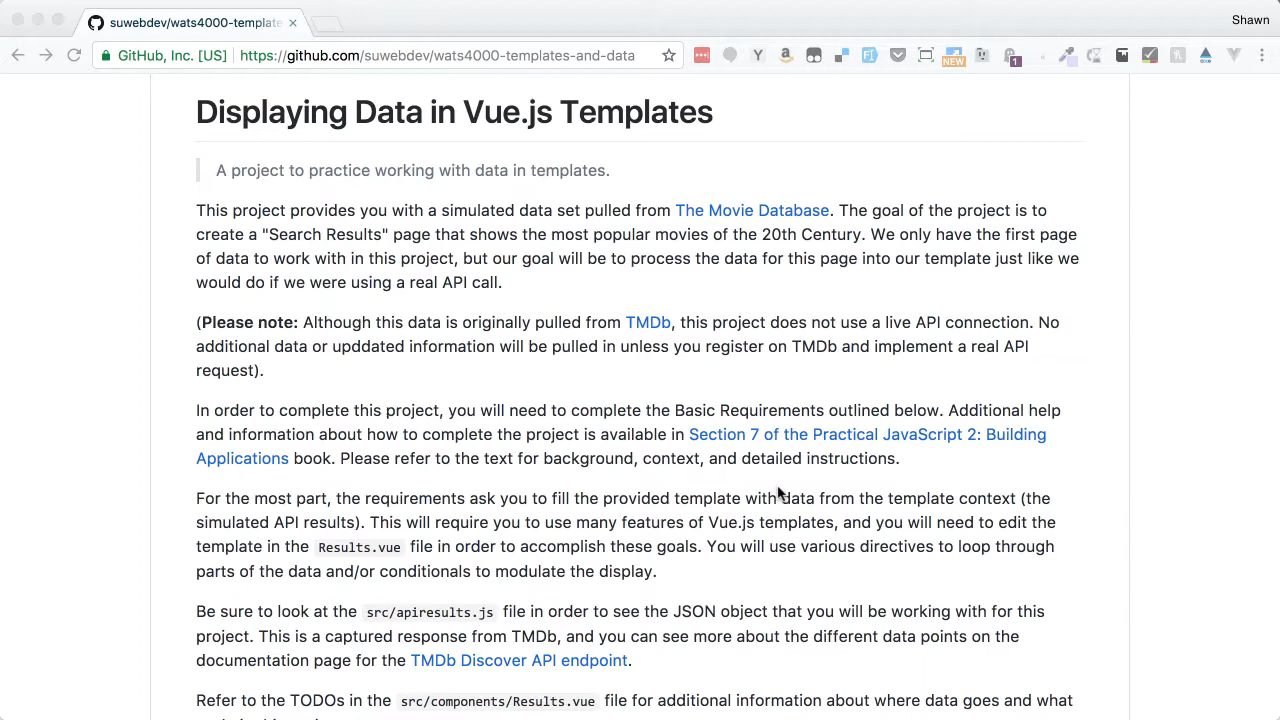 suwebdev/wats4000-template
Shawn
GitHub, Inc. [US]
https://github.com/suwebdev/wats4000-templates-and-data
NEW
1
Displaying Data in Vue.js Templates
A project to practice working with data in templates.
This project provides you with a simulated data set pulled from The Movie Database. The goal of the project is to
create a "Search Results" page that shows the most popular movies of the 20th Century. We only have the first page
of data to work with in this project, but our goal will be to process the data for this page into our template just like we
would do if we were using a real API call.
(Please note: Although this data is originally pulled from TMDb, this project does not use a live API connection. No
additional data or upddated information will be pulled in unless you register on TMDb and implement a real API
request).
In order to complete this project, you will need to complete the Basic Requirements outlined below. Additional help
and information about how to complete the project is available in Section 7 of the Practical JavaScript 2: Building
Applications book. Please refer to the text for background, context, and detailed instructions.
For the most part, the requirements ask you to fill the provided template with data from the template context (the
simulated API results). This will require you to use many features of Vue.js templates, and you will need to edit the
template in the Results.vue file in order to accomplish these goals. You will use various directives to loop through
parts of the data and/or conditionals to modulate the display.
Be sure to look at the src/apiresults.js file in order to see the JSON object that you will be working with for this
project. This is a captured response from TMDb, and you can see more about the different data points on the
documentation page for the TMDb Discover API endpoint.
Refer to the TODOs in the src/components/Results.vue file for additional information about where data goes and what